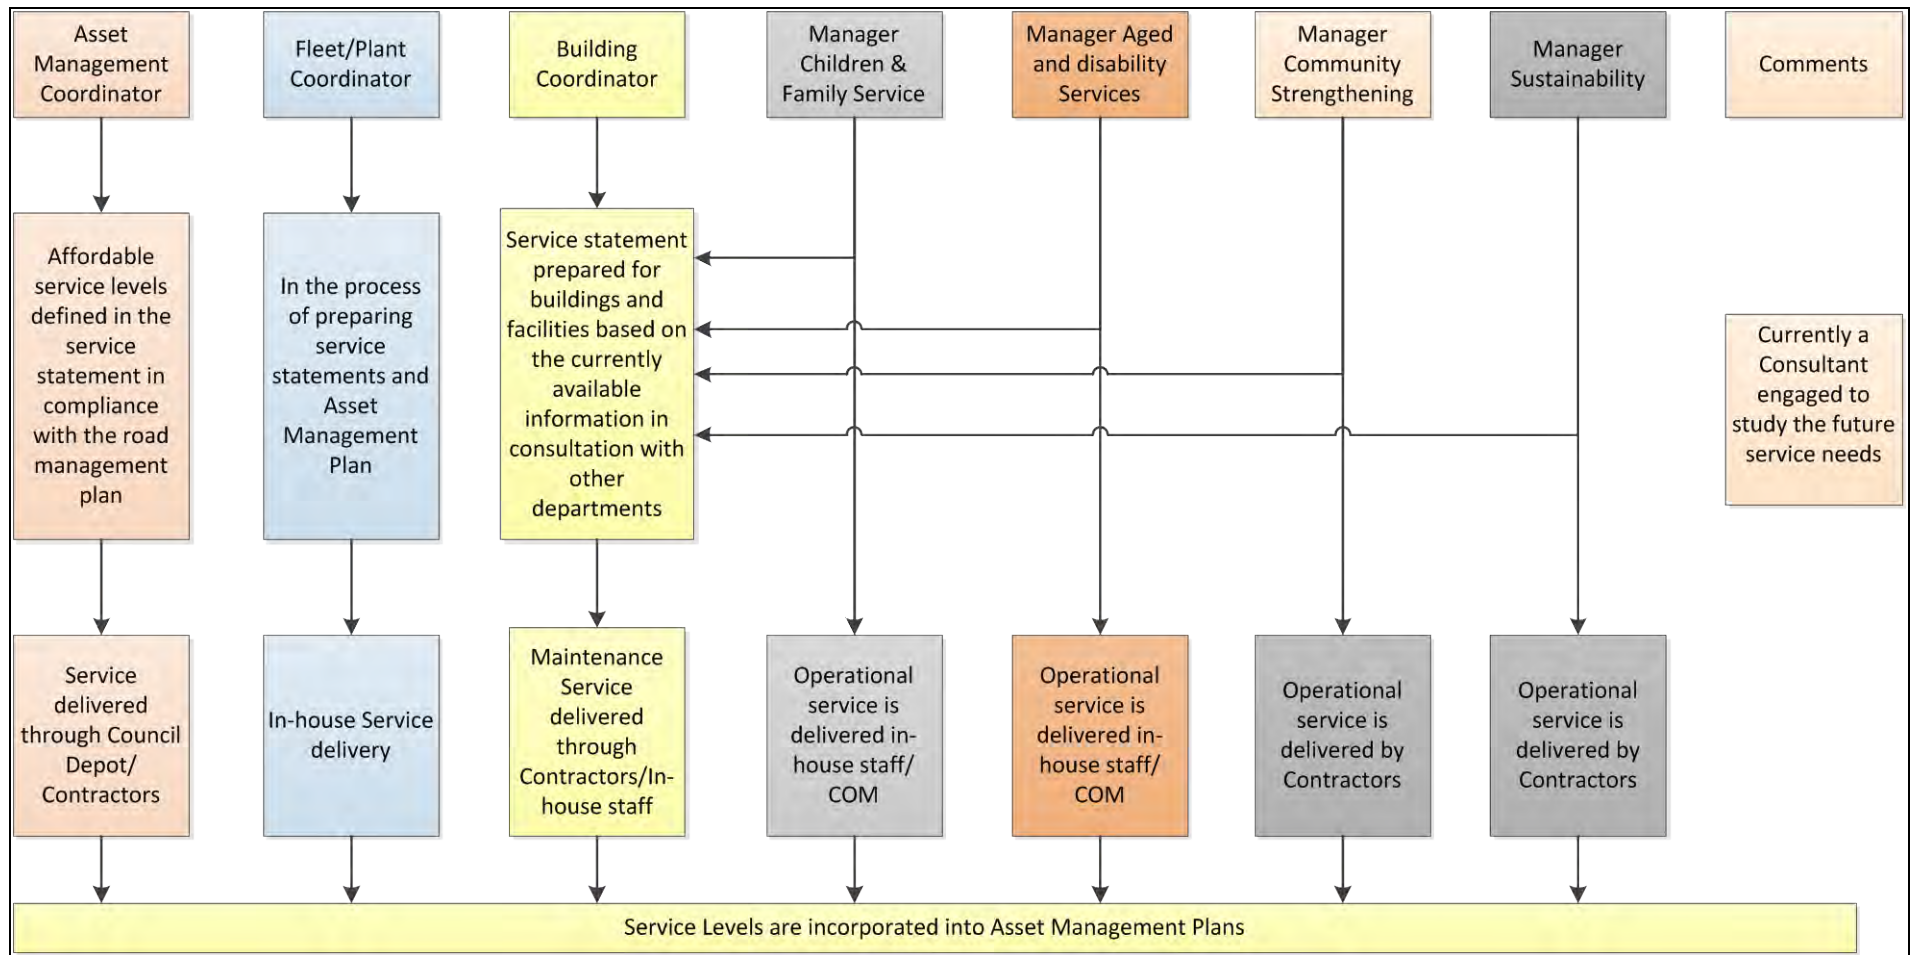 Asset
Management
Coordinator
Fleet/Plant
Coordinator
Building
Coordinator
Manager
Children &
Family Service
Manager Aged
and disability
Services
Manager
Community
Strengthening
Manager
Sustainability
Comments
Affordable
service levels
defined in the
service
statement in
compliance
with the road
management
plan
In the process
of preparing
service
statements and
Asset
Management
Plan
Service statement
prepared for
buildings and
facilities based on
the currently
available
information in
consultation with
other
departments
Currently a
Consultant
engaged to
study the future
service needs
Service
delivered
through Council
Depot/
Contractors
In-house Service
delivery
Maintenance
Service
delivered
through
Contractors/In-
house staff
Operational
service is
delivered in-
house staff/
COM
Operational
service is
delivered in-
house staff/
COM
Operational
service is
delivered by
Contractors
Operational
service is
delivered by
Contractors
Service Levels are incorporated into Asset Management Plans